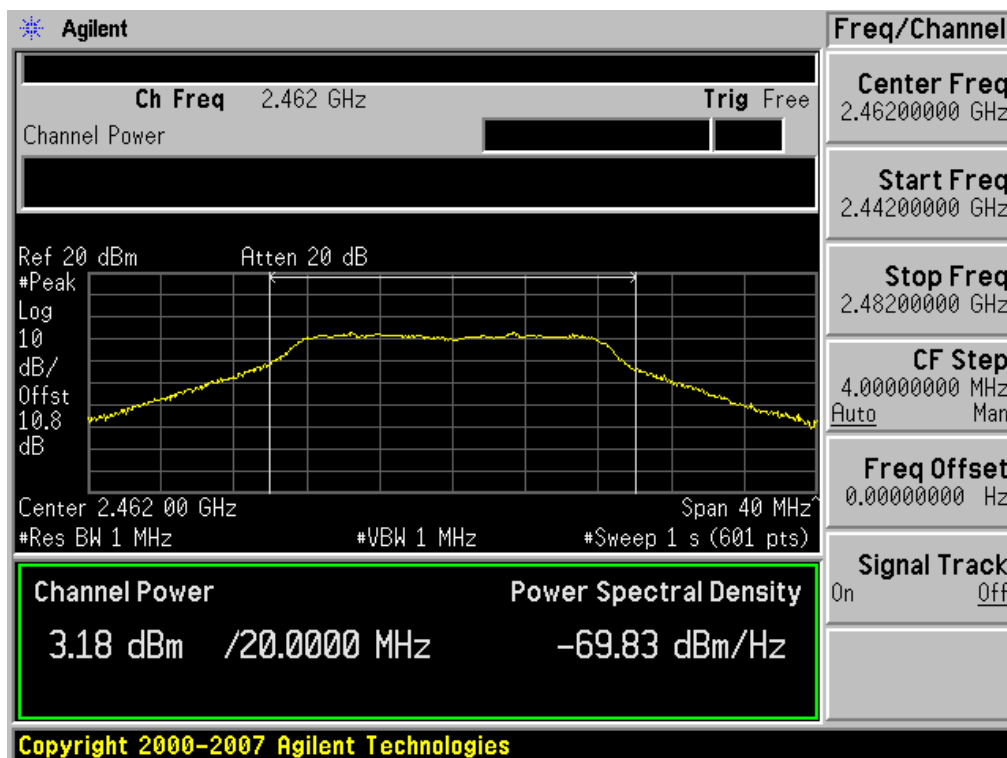 Agilent
Freq/Channel
Ch Freq 2.462 GHz Trig Free
Channel Power
Center Freq
2.46200000 GHz
Start Freq
2.44200000 GHz
Stop Freq
2.48200000 GHz
CF Step
4.00000000 MHz
Auto Man
Freq Offset
0.00000000 Hz
Signal Track
On Off
Ref 20 dBm Atten 20 dB
#Peak
Log
10
dB/
Offst
10.8
dB
Center 2.462 00 GHz Span 40 MHz^
#Res BW 1 MHz #VBW 1 MHz #Sweep 1 s (601 pts)
Channel Power Power Spectral Density
3.18 dBm /20.0000 MHz -69.83 dBm/Hz
Copyright 2000-2007 Agilent Technologies